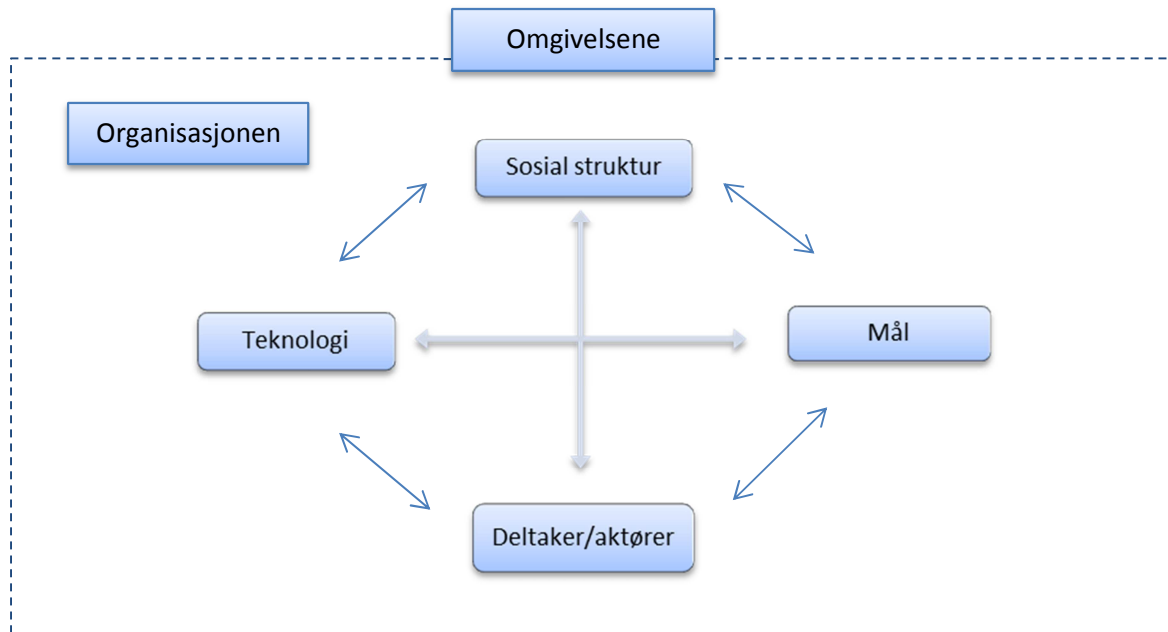 Omgivelsene
Organisasjonen
Sosial struktur
Teknologi
Mål
Deltaker/aktører